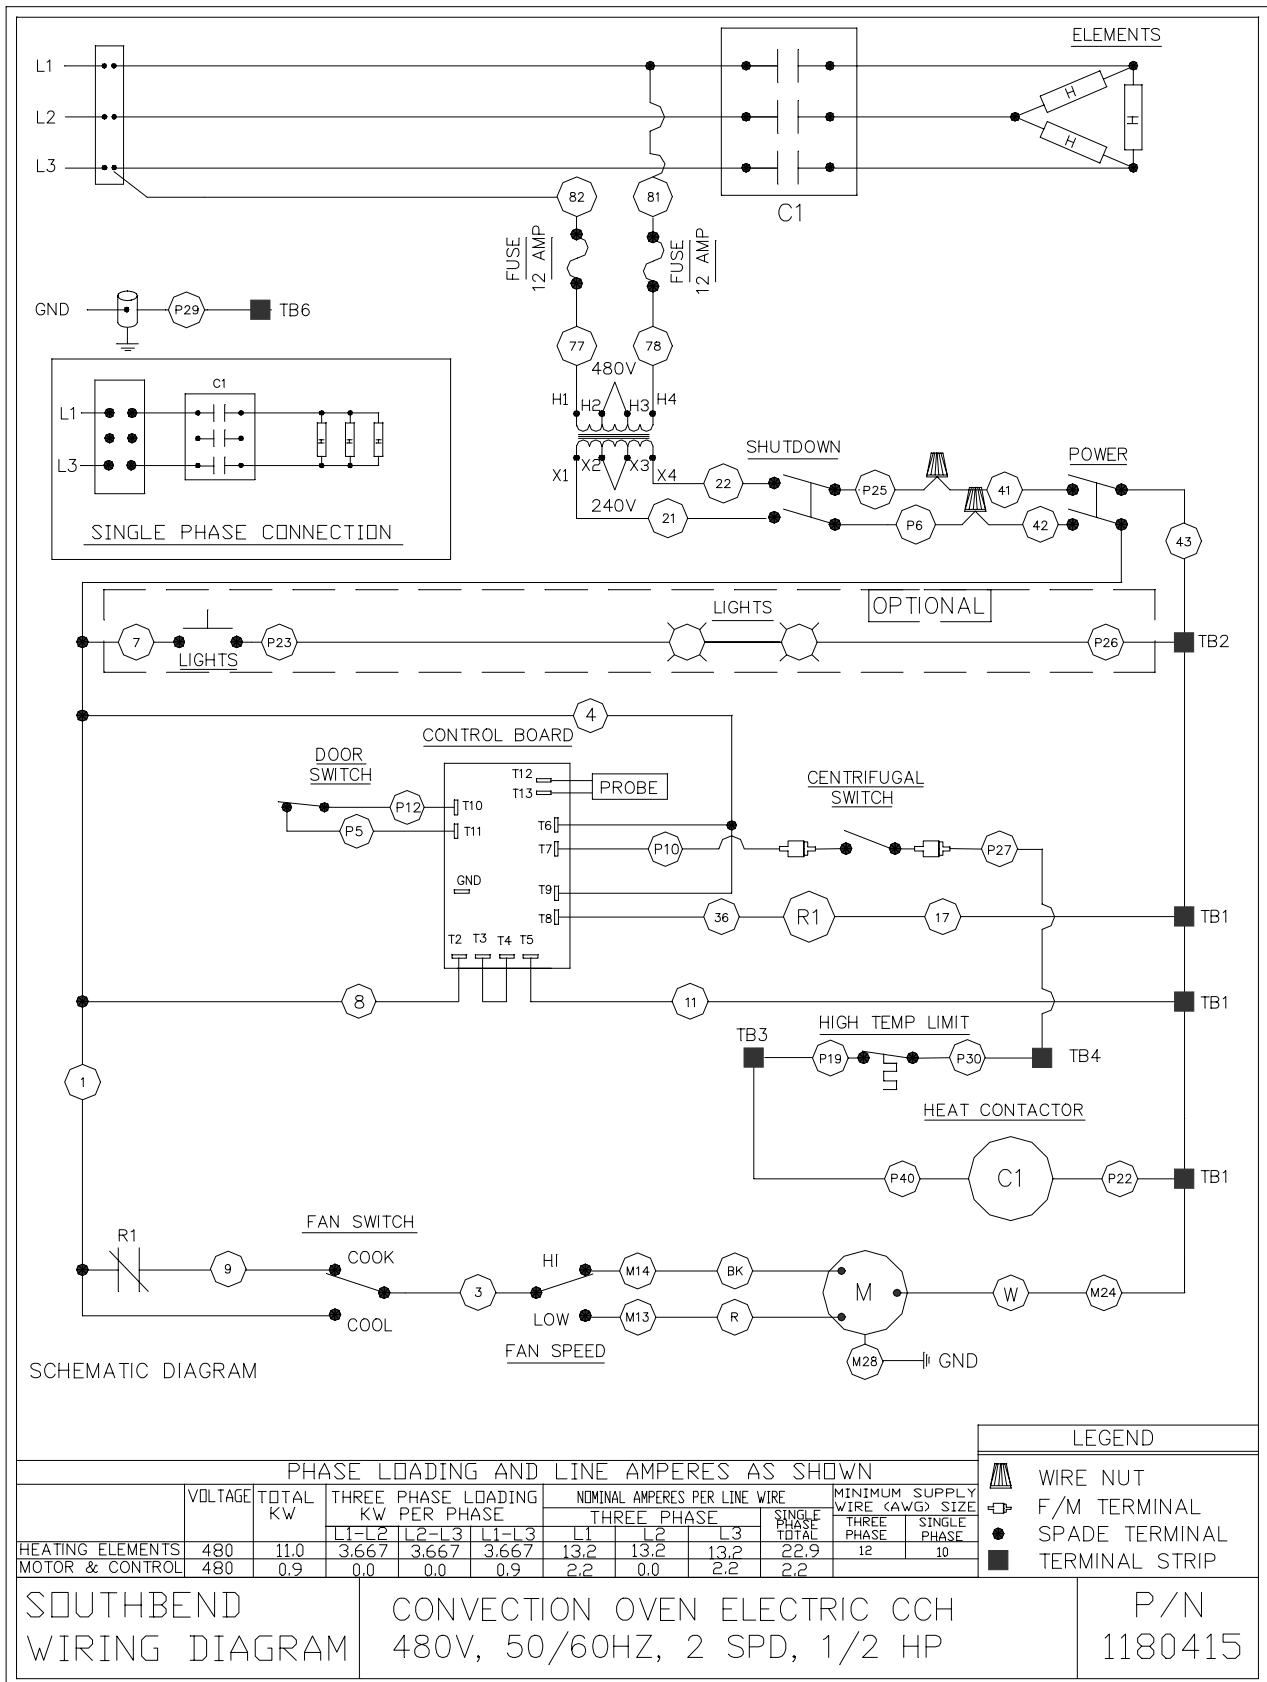 ELEMENTS
L1
L2
L3
C1
82
81
FUSE
12 AMP
FUSE
12 AMP
GND
P29
TB6
77
78
480V
H1
H2
H3
H4
X1
X2
X3
X4
240V
C1
L1
L3
H
H
H
SINGLE PHASE CONNECTION
H
H
H
SHUTDOWN
POWER
22
P25
41
21
P6
42
43
OPTIONAL
LIGHTS
7
P23
P26
TB2
LIGHTS
4
CONTROL BOARD
DOOR
SWITCH
T12
T13
PROBE
CENTRIFUGAL
SWITCH
P12
T10
P5
T11
T6
T7
P10
P27
GND
T9
T8
36
R1
17
TB1
T2
T3
T4
T5
8
11
TB1
HIGH TEMP LIMIT
TB3
P19
P30
TB4
1
HEAT CONTACTOR
P40
C1
P22
TB1
FAN SWITCH
R1
9
COOK
COOL
3
HI
LOW
FAN SPEED
M14
BK
M13
R
M
W
M24
M28
GND
SCHEMATIC DIAGRAM
LEGEND
WIRE NUT
F/M TERMINAL
SPADE TERMINAL
TERMINAL STRIP
PHASE LOADING AND LINE AMPERES AS SHOWN
VOLTAGE
TOTAL
KW
THREE PHASE LOADING
KW PER PHASE
L1-L2 L2-L3 L1-L3
NOMINAL AMPERES PER LINE WIRE
THREE PHASE
L1 L2 L3
SINGLE
PHASE
TOTAL
MINIMUM SUPPLY
WIRE (AWG) SIZE
THREE
PHASE
SINGLE
PHASE
HEATING ELEMENTS 480 11.0 3.667 3.667 3.667 13.2 13.2 13.2 22.9 12 10
MOTOR & CONTROL 480 0.9 0.0 0.0 0.9 2.2 0.0 2.2 2.2
SOUTHBEND
WIRING DIAGRAM
CONVECTION OVEN ELECTRIC CCH
480V, 50/60HZ, 2 SPD, 1/2 HP
P/N
1180415